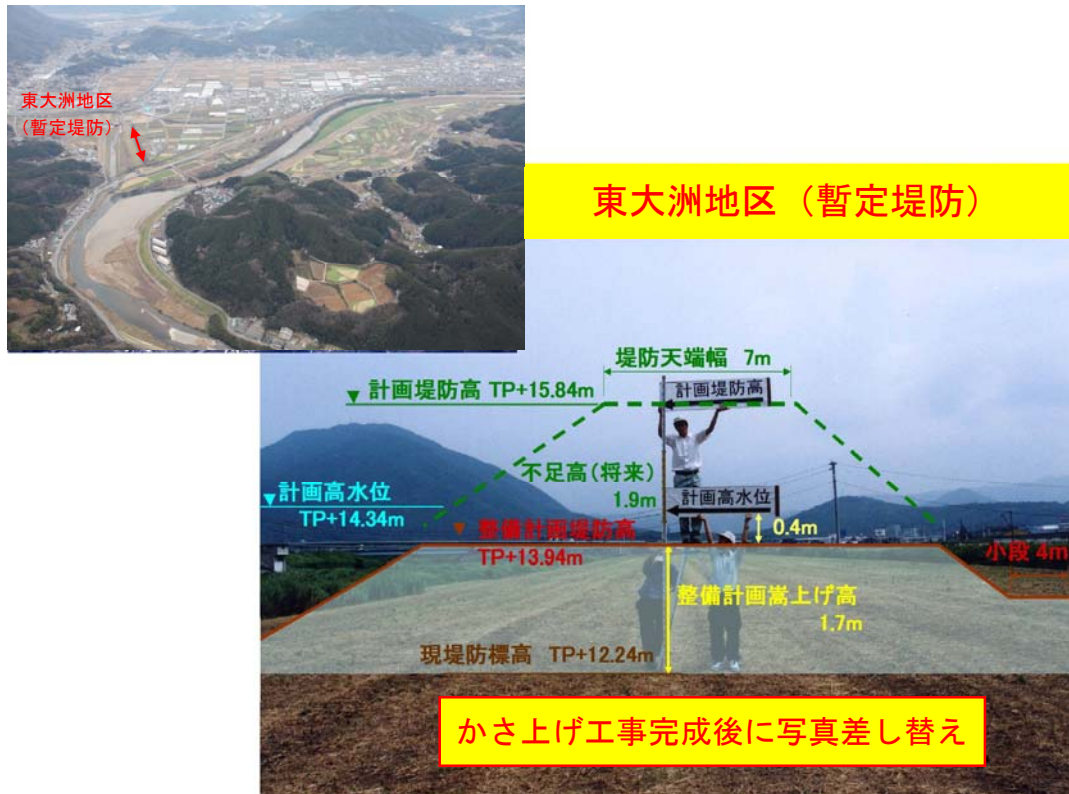 東大洲地区
(暫定堤防)
東大洲地区（暫定堤防）
堤防天端幅 7m
計画堤防高 TP+15.84m
計画堤防高
不足高(将来)
1.9m
計画高水位
計画高水位
TP+14.34m
0.4m
整備計画堤防高
TP+13.94m
小段 4m
整備計画嵩上げ高
1.7m
現堤防標高 TP+12.24m
かさ上げ工事完成後に写真差し替え